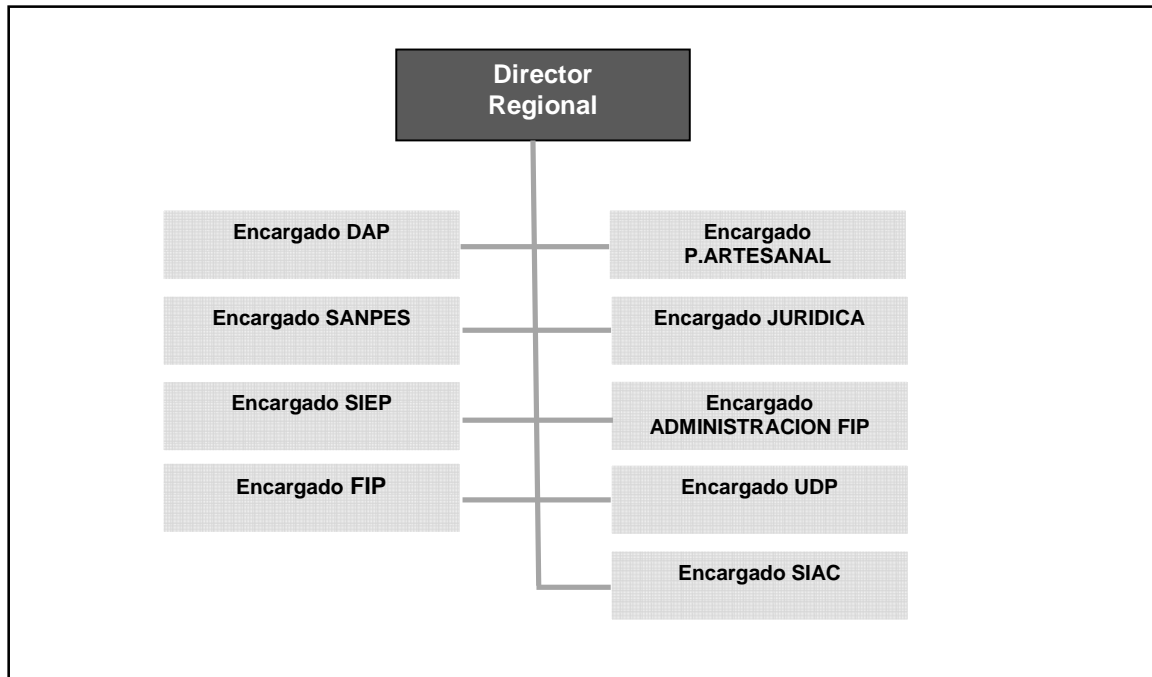 Director
Regional
Encargado DAP
Encargado
P.ARTESANAL
Encargado SANPES
Encargado JURIDICA
Encargado SIEP
Encargado
ADMINISTRACION FIP
Encargado FIP
Encargado UDP
Encargado SIAC